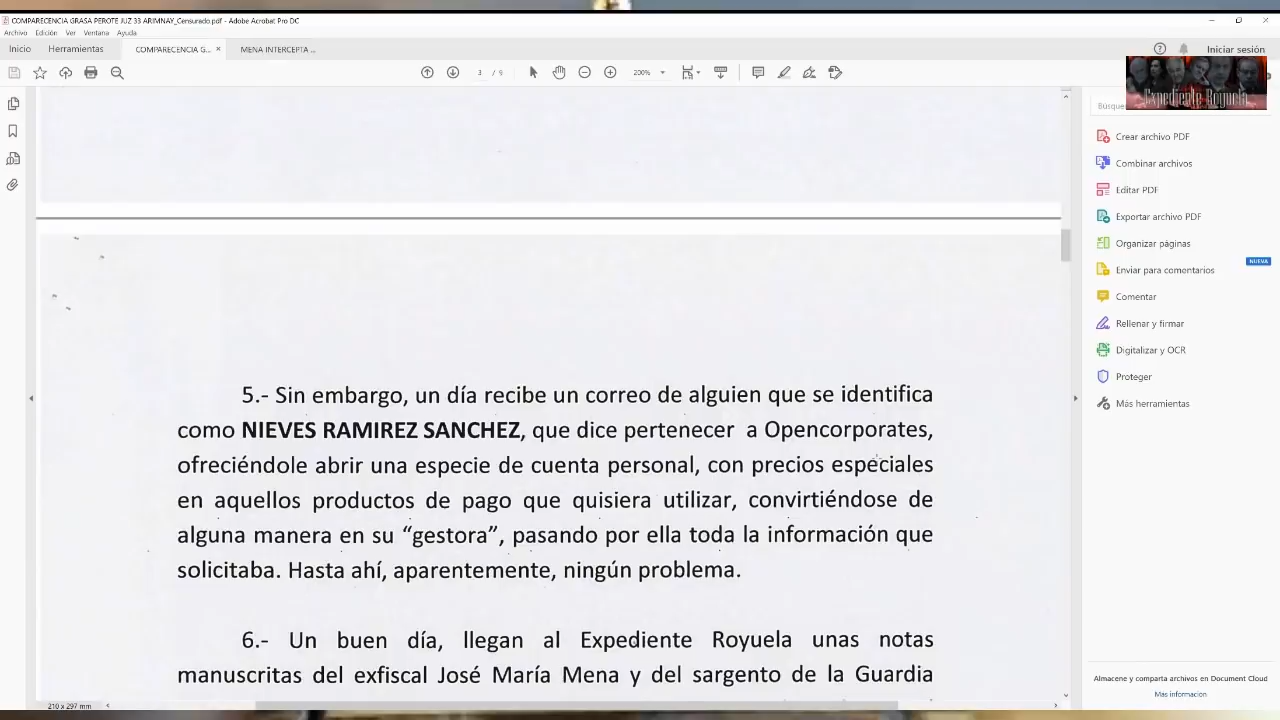 COMPARECENCIA GRASA PEROTE JUZ 33 ARIMNAY_Censurado.pdf - Adobe Acrobat Pro DC
Archivo Edición Ver Ventana Ayuda
Inicio Herramientas COMPARECENCIA G... × MENA INTERCEPTA ... Iniciar sesión
3 / 200%
Expediente Royuela
Búsque
Crear archivo PDF
Combinar archivos
Editar PDF
Exportar archivo PDF
Organizar páginas
NUEVA
Enviar para comentarios
Comentar
Rellenar y firmar
Digitalizar y OCR
Proteger
Más herramientas
5.- Sin embargo, un día recibe un correo de alguien que se identifica
como NIEVES RAMIREZ SANCHEZ, que dice pertenecer a Opencorporates,
ofreciéndole abrir una especie de cuenta personal, con precios especiales
en aquellos productos de pago que quisiera utilizar, convirtiéndose de
alguna manera en su “gestora”, pasando por ella toda la información que
solicitaba. Hasta ahí, aparentemente, ningún problema.
6.- Un buen día, llegan al Expediente Royuela unas notas
manuscritas del exfiscal José María Mena y del sargento de la Guardia
Almacene y comparta archivos en Document Cloud
Mas informacion
210 x 297 mm